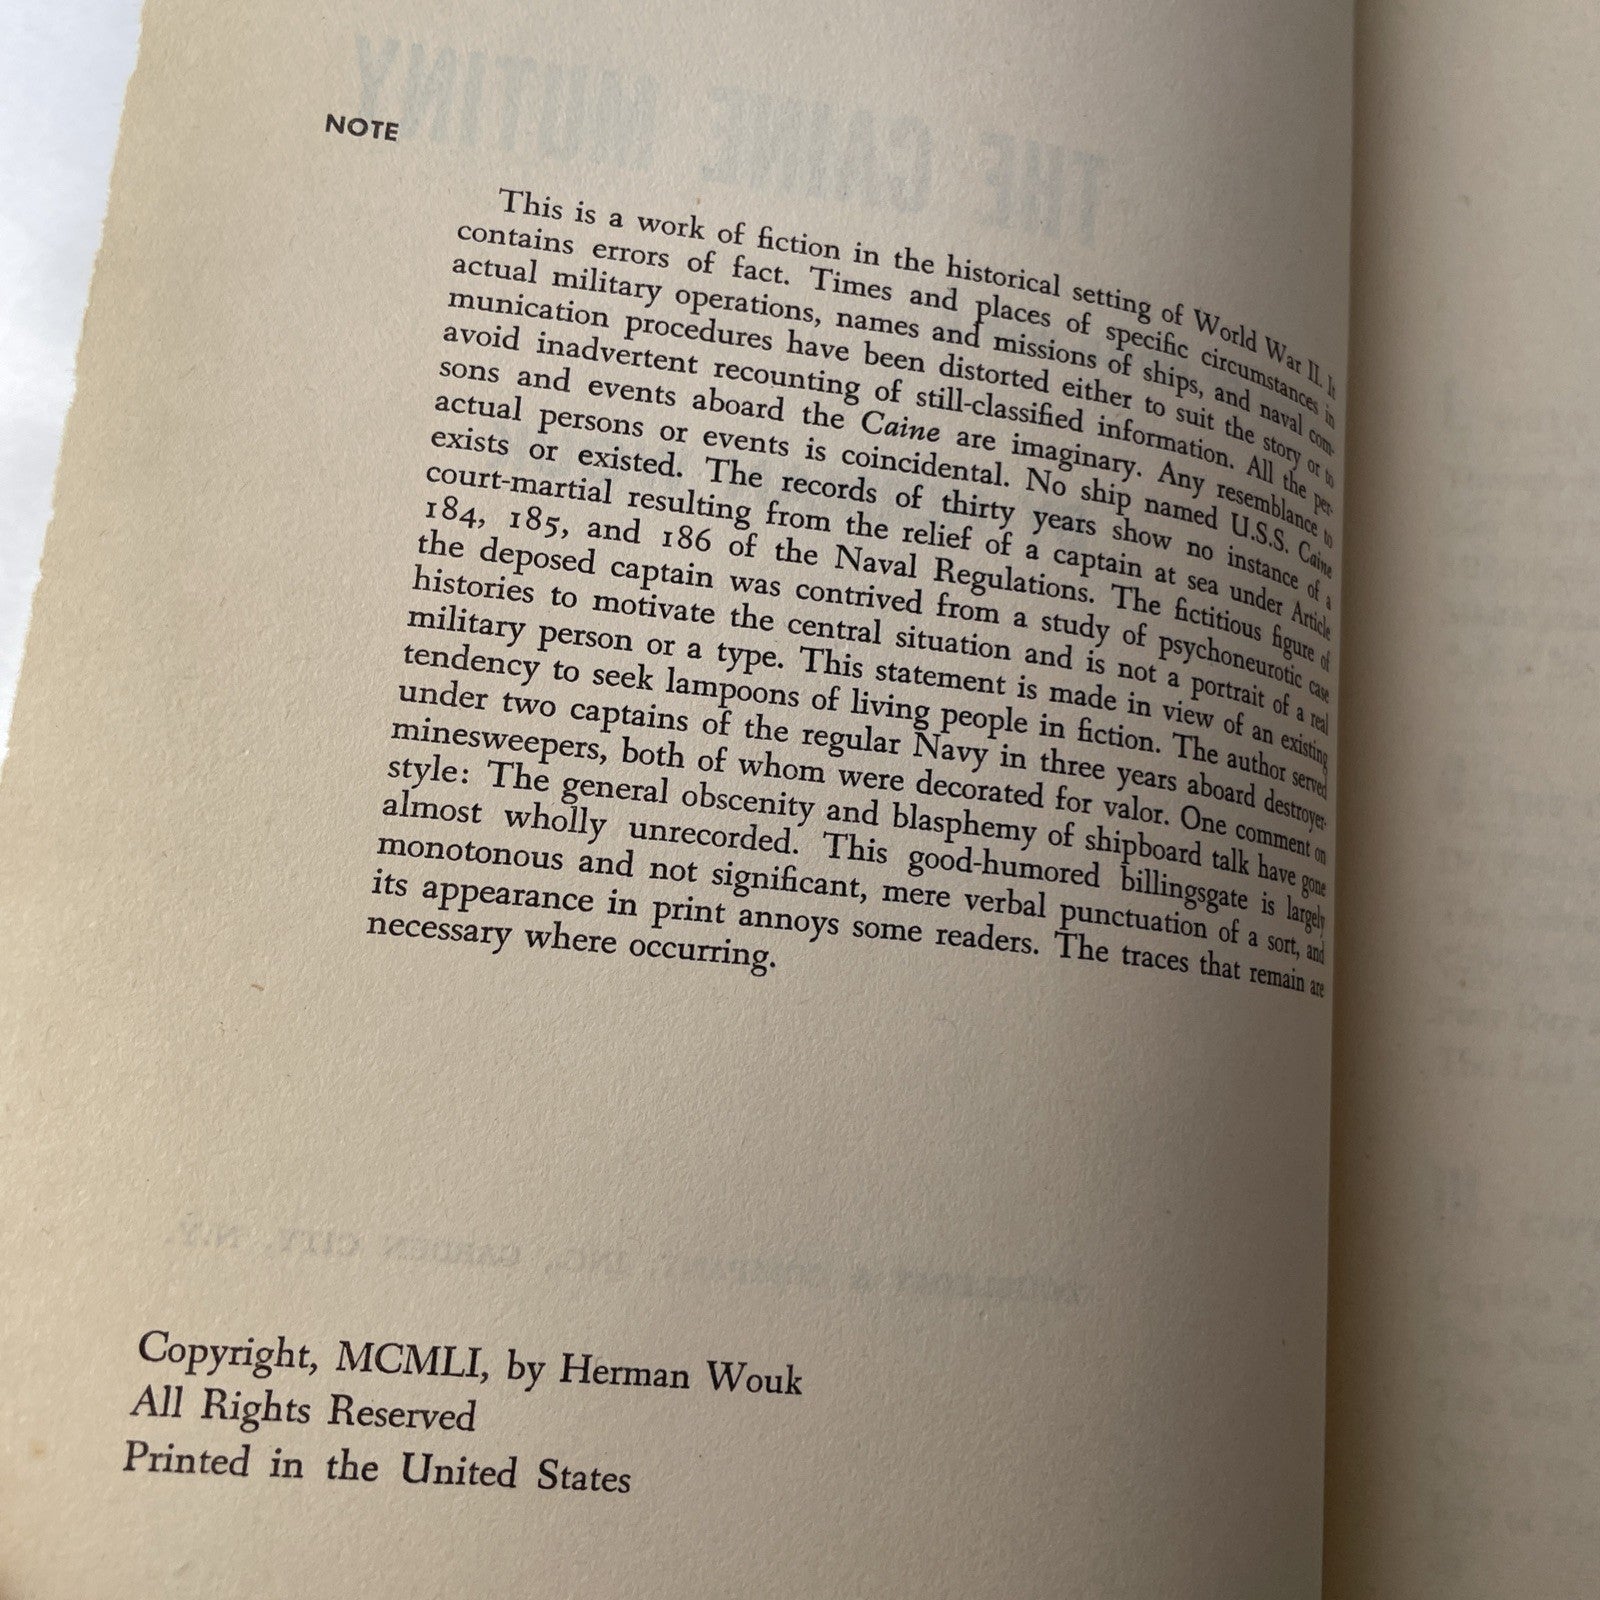 THE CAINE MUTINY
NOTE
This is a work of fiction in the historical setting of World War II. It
contains errors of fact. Times and places of specific circumstances in
actual military operations, names and missions of ships, and naval com-
munication procedures have been distorted either to suit the story or to
avoid inadvertent recounting of still-classified information. All the per-
sons and events aboard the Caine are imaginary. Any resemblance to
actual persons or events is coincidental. No ship named U.S.S. Caine
exists or existed. The records of thirty years show no instance of a
court-martial resulting from the relief of a captain at sea under Article
184, 185, and 186 of the Naval Regulations. The fictitious figure of
the deposed captain was contrived from a study of psychoneurotic case
histories to motivate the central situation and is not a portrait of a real
military person or a type. This statement is made in view of an existing
tendency to seek lampoons of living people in fiction. The author served
under two captains of the regular Navy in three years aboard destroyer-
minesweepers, both of whom were decorated for valor. One comment on
style: The general obscenity and blasphemy of shipboard talk have gone
almost wholly unrecorded. This good-humored billingsgate is largely
monotonous and not significant, mere verbal punctuation of a sort, and
its appearance in print annoys some readers. The traces that remain are
necessary where occurring.
DOUBLEDAY & COMPANY, INC., GARDEN CITY, N.Y.
Copyright, MCMLI, by Herman Wouk
All Rights Reserved
Printed in the United States